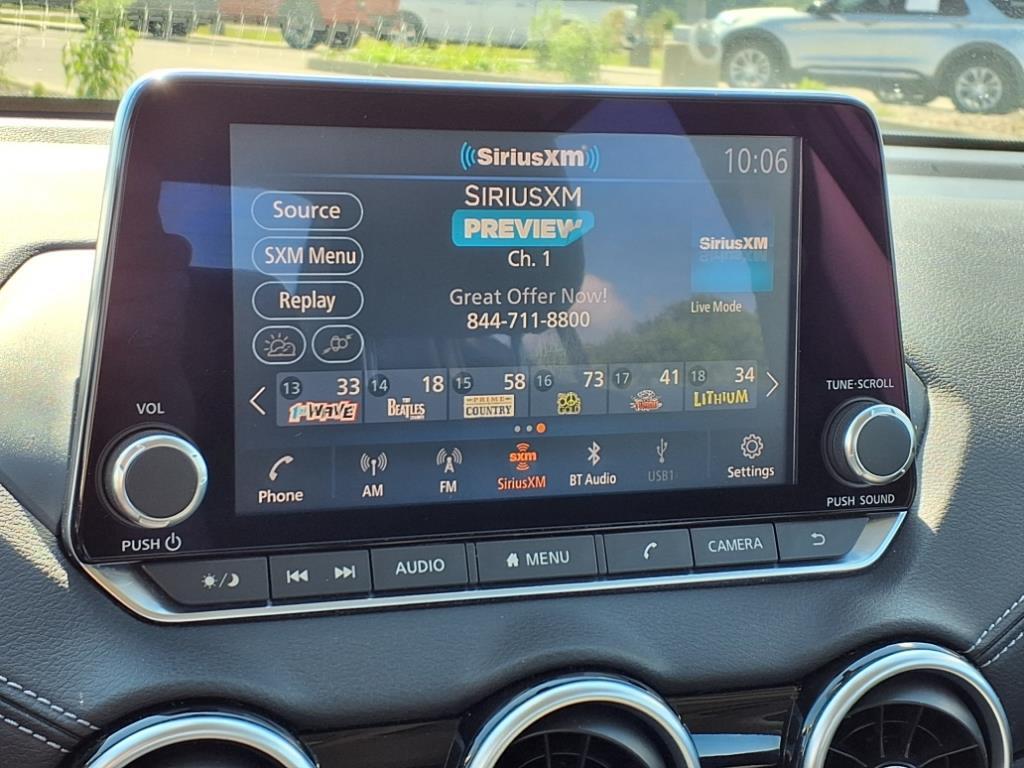 SiriusXM
10:06
Source
SXM Menu
Replay
SIRIUSXM
PREVIEW
Ch. 1
Great Offer Now!
844-711-8800
SiriusXM
Live Mode
13 33 14 18 15 58 16 73 17 41 18 34
1st WAVE THE BEATLES PRIME COUNTRY LITHIUM
Phone
AM
FM
sxm
SiriusXM
BT Audio
USB1
Settings
VOL
PUSH
TUNE·SCROLL
PUSH SOUND
AUDIO
MENU
CAMERA